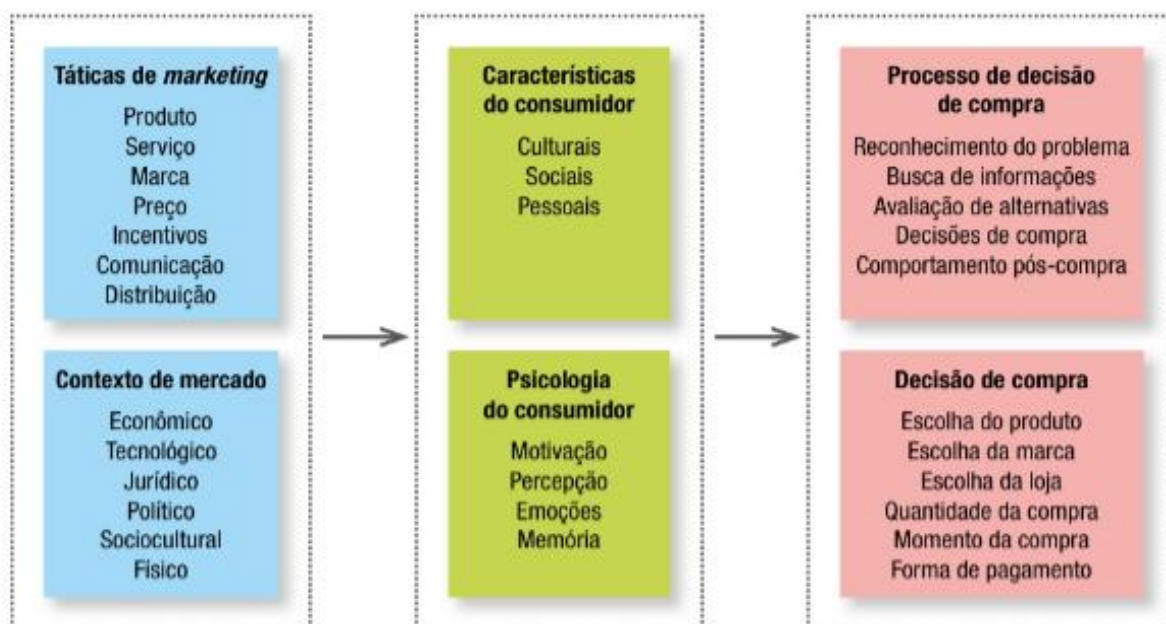 Táticas de marketing
Produto
Serviço
Marca
Preço
Incentivos
Comunicação
Distribuição
Contexto de mercado
Econômico
Tecnológico
Jurídico
Político
Sociocultural
Físico
Características
do consumidor
Culturais
Sociais
Pessoais
Psicologia
do consumidor
Motivação
Percepção
Emoções
Memória
Processo de decisão
de compra
Reconhecimento do problema
Busca de informações
Avaliação de alternativas
Decisões de compra
Comportamento pós-compra
Decisão de compra
Escolha do produto
Escolha da marca
Escolha da loja
Quantidade da compra
Momento da compra
Forma de pagamento